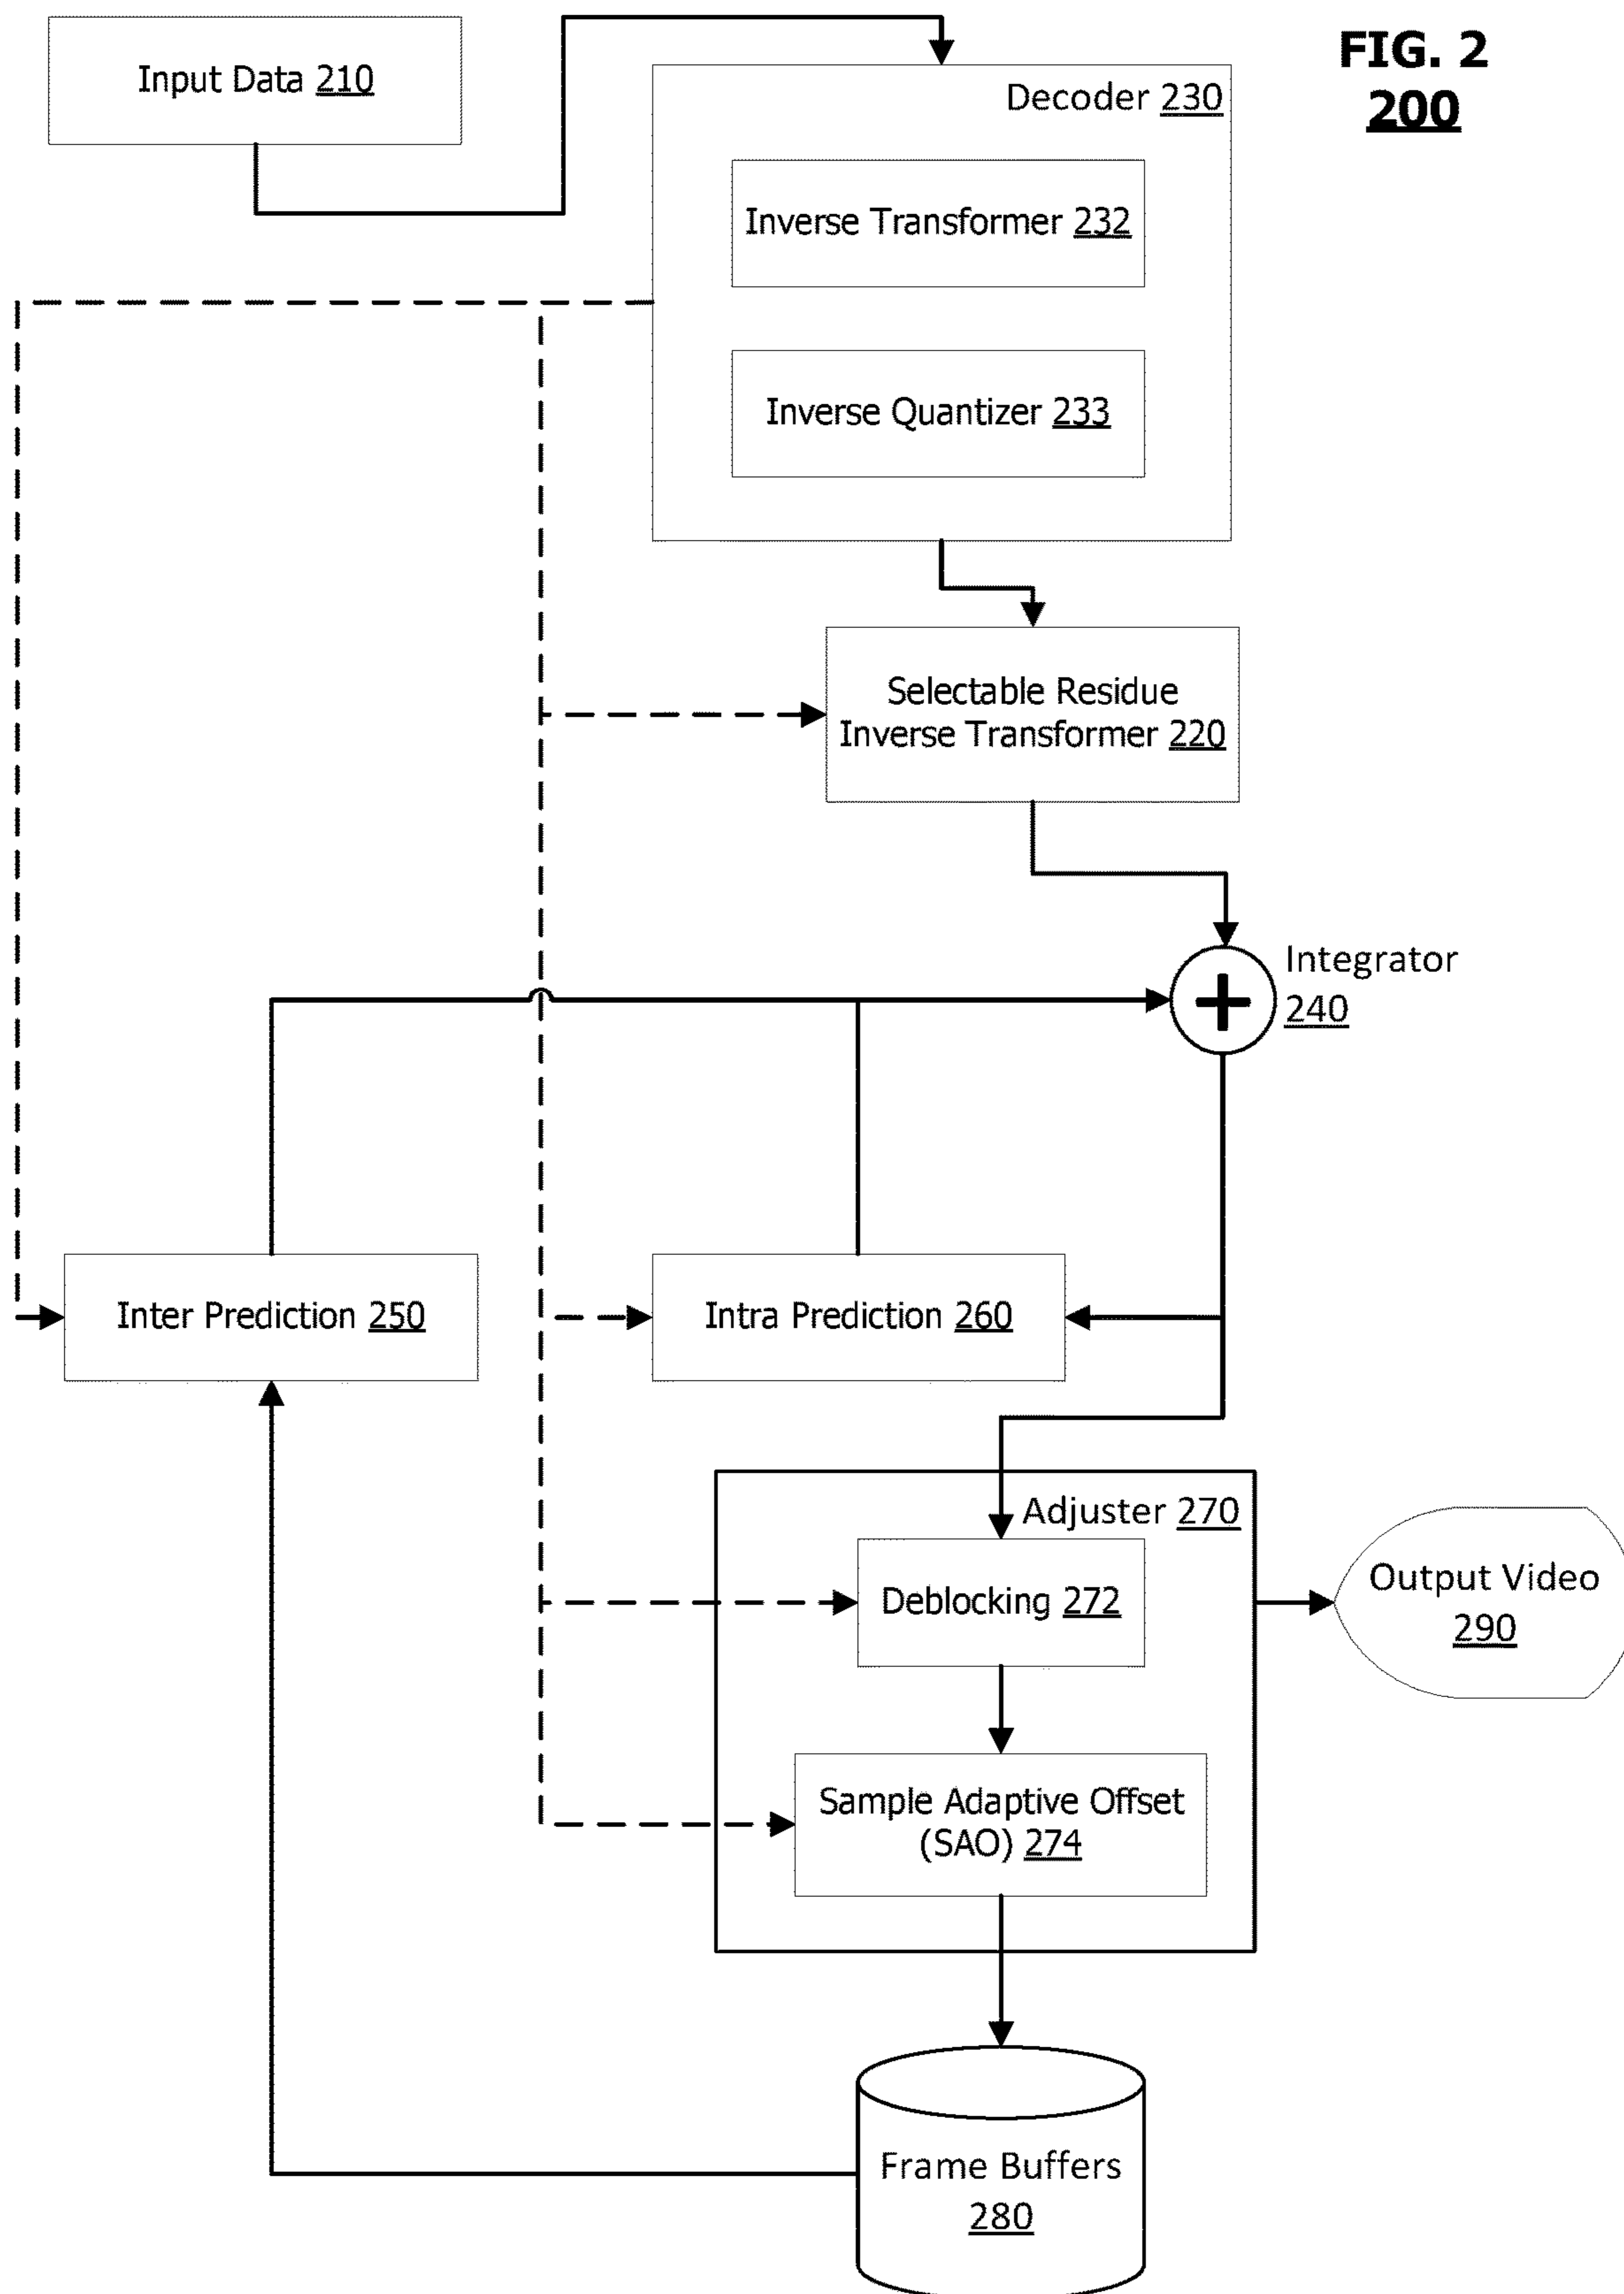 FIG. 2
200
Input Data 210
Decoder 230
Inverse Transformer 232
Inverse Quantizer 233
Selectable Residue
Inverse Transformer 220
Integrator
240
Inter Prediction 250
Intra Prediction 260
Adjuster 270
Deblocking 272
Output Video
290
Sample Adaptive Offset
(SAO) 274
Frame Buffers
280